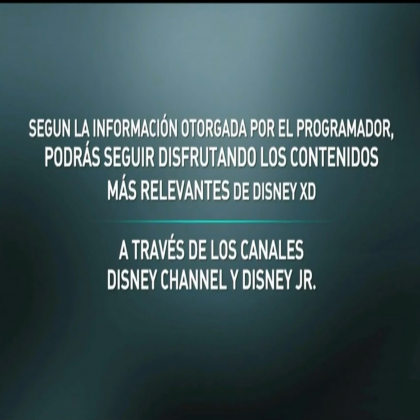 SEGUN LA INFORMACIÓN OTORGADA POR EL PROGRAMADOR,
PODRÁS SEGUIR DISFRUTANDO LOS CONTENIDOS
MÁS RELEVANTES DE DISNEY XD
A TRAVÉS DE LOS CANALES
DISNEY CHANNEL Y DISNEY JR.